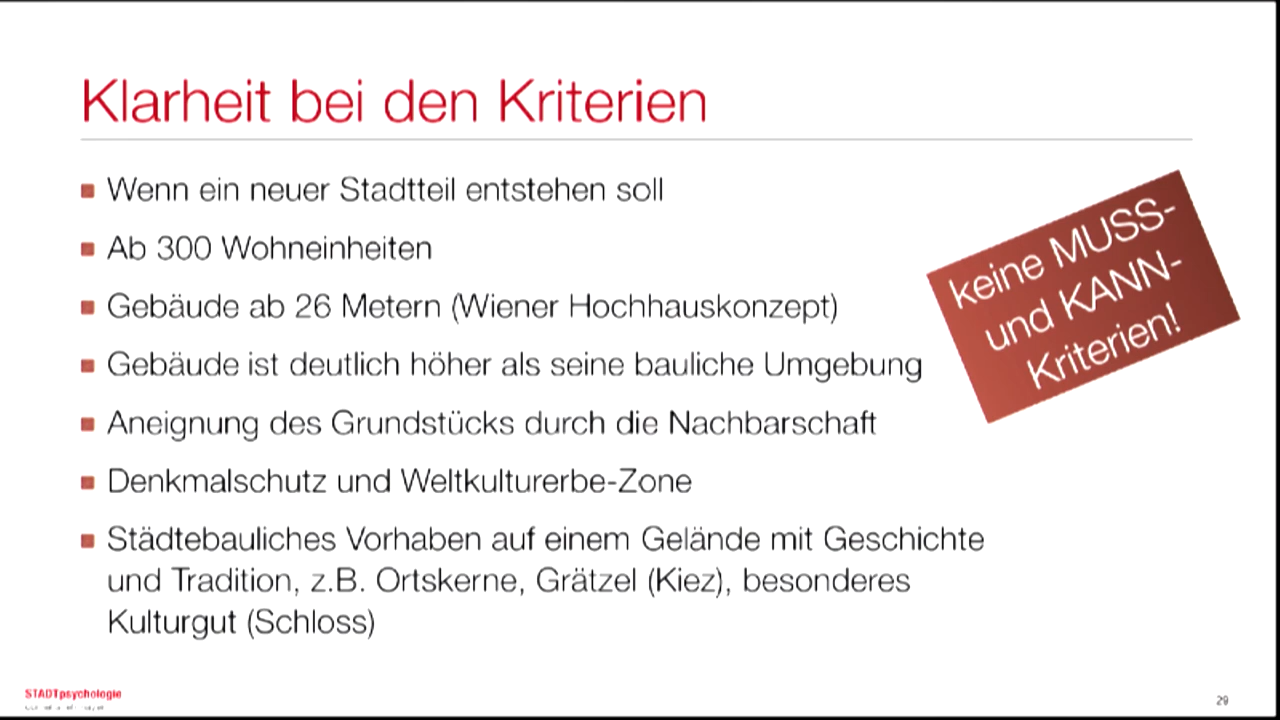 Klarheit bei den Kriterien
Wenn ein neuer Stadtteil entstehen soll
Ab 300 Wohneinheiten
Gebäude ab 26 Metern (Wiener Hochhauskonzept)
Gebäude ist deutlich höher als seine bauliche Umgebung
Aneignung des Grundstücks durch die Nachbarschaft
Denkmalschutz und Weltkulturerbe-Zone
Städtebauliches Vorhaben auf einem Gelände mit Geschichte
und Tradition, z.B. Ortskerne, Grätzel (Kiez), besonderes
Kulturgut (Schloss)
keine MUSS-
und KANN-
Kriterien!
STADTpsychologie
29